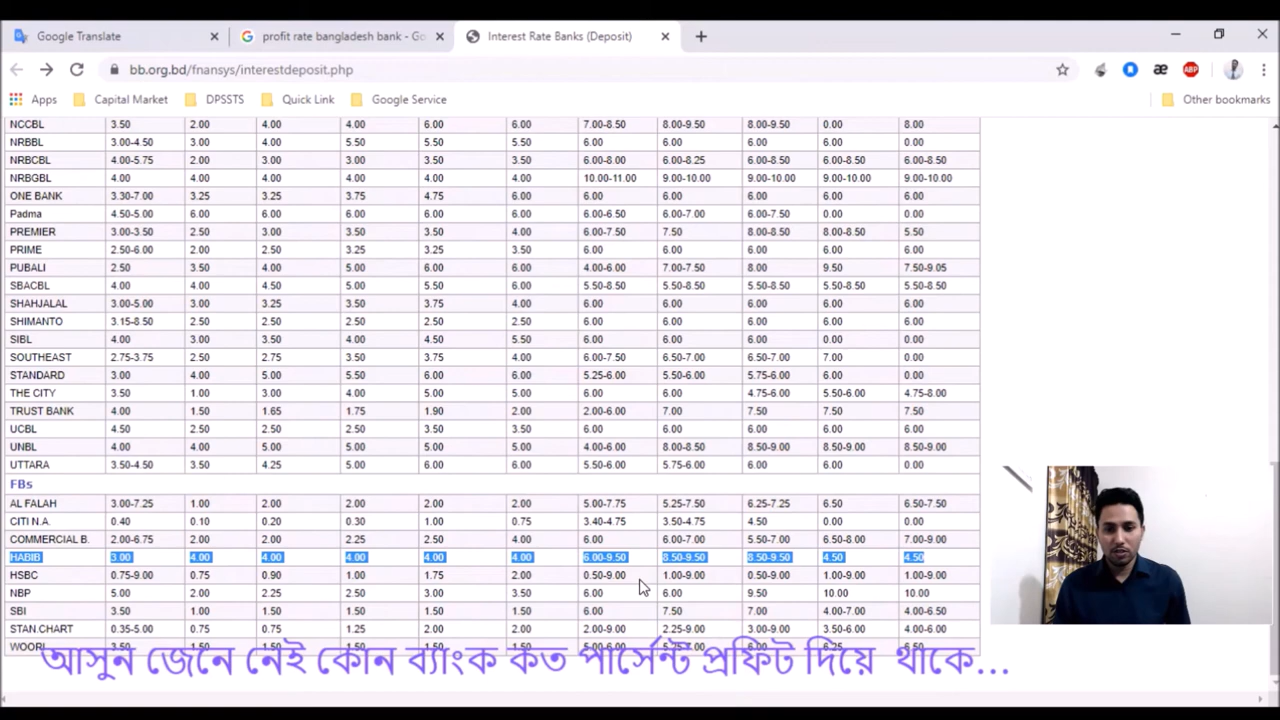 Google Translate
profit rate bangladesh bank - Go
Interest Rate Banks (Deposit)
bb.org.bd/fnansys/interestdeposit.php
ABP
Apps Capital Market DPSSTS Quick Link Google Service Other bookmarks
NCCBL 3.50 2.00 4.00 4.00 6.00 6.00 7.00-8.50 8.00-9.50 8.00-9.50 0.00 8.00
NRBBL 3.00-4.50 3.00 4.00 5.50 5.50 5.50 6.00 6.00 6.00 6.00 6.00
NRBCBL 4.00-5.75 2.00 3.00 3.00 3.50 3.50 6.00-8.00 6.00-8.25 6.00-8.50 6.00-8.50 6.00-8.50
NRBGBL 4.00 4.00 4.00 4.00 4.00 4.00 10.00-11.00 9.00-10.00 9.00-10.00 9.00-10.00 9.00-10.00
ONE BANK 3.30-7.00 3.25 3.25 3.75 4.75 6.00 6.00 6.00 6.00 6.00 6.00
Padma 4.50-5.00 6.00 6.00 6.00 6.00 6.00 6.00-6.50 6.00-7.00 6.00-7.50 0.00 0.00
PREMIER 3.00-3.50 2.50 3.00 3.50 3.50 4.00 6.00-7.50 7.50 8.00-8.50 8.00-8.50 5.50
PRIME 2.50-6.00 2.00 2.50 3.25 3.25 3.50 6.00 6.00 6.00 6.00 6.00
PUBALI 2.50 3.50 4.00 5.00 6.00 6.00 4.00-6.00 7.00-7.50 8.00 9.50 7.50-9.05
SBACBL 4.00 4.00 4.50 5.00 5.50 6.00 5.50-8.50 5.50-8.50 5.50-8.50 5.50-8.50 5.50-8.50
SHAHJALAL 3.00-5.00 3.00 3.25 3.50 3.75 4.00 6.00 6.00 6.00 6.00 6.00
SHIMANTO 3.15-8.50 2.50 2.50 2.50 2.50 2.50 6.00 6.00 6.00 6.00 6.00
SIBL 4.00 3.00 3.50 4.00 4.50 5.50 6.00 6.00 6.00 0.00 0.00
SOUTHEAST 2.75-3.75 2.50 2.75 3.50 3.75 4.00 6.00-7.50 6.50-7.00 6.50-7.00 7.00 0.00
STANDARD 3.00 4.00 5.00 5.50 6.00 6.00 5.25-6.00 5.50-6.00 5.75-6.00 6.00 0.00
THE CITY 3.50 1.00 3.00 4.00 5.00 5.00 6.00 6.00 4.75-6.00 5.50-6.00 4.75-8.00
TRUST BANK 4.00 1.50 1.65 1.75 1.90 2.00 2.00-6.00 7.00 7.50 7.50 7.50
UCBL 4.50 2.50 2.50 2.50 3.50 3.50 6.00 6.00 6.00 6.00 6.00
UNBL 4.00 4.00 5.00 5.00 5.00 5.00 4.00-6.00 8.00-8.50 8.50-9.00 8.50-9.00 8.50-9.00
UTTARA 3.50-4.50 3.50 4.25 5.00 6.00 6.00 5.50-6.00 5.75-6.00 6.00 6.00 0.00
FBs
AL FALAH 3.00-7.25 1.00 2.00 2.00 2.00 2.00 5.00-7.75 5.25-7.50 6.25-7.25 6.50 6.50-7.50
CITI N.A. 0.40 0.10 0.20 0.30 1.00 0.75 3.40-4.75 3.50-4.75 4.50 0.00 0.00
COMMERCIAL B. 2.00-6.75 2.00 2.00 2.25 2.50 4.00 6.00 6.00-7.00 5.50-7.00 6.50-8.00 7.00-9.00
HABIB 3.00 4.00 4.00 4.00 4.00 4.00 6.00-9.50 8.50-9.50 8.50-9.50 4.50 4.50
HSBC 0.75-9.00 0.75 0.90 1.00 1.75 2.00 0.50-9.00 1.00-9.00 0.50-9.00 1.00-9.00 1.00-9.00
NBP 5.00 2.00 2.25 2.50 3.00 3.50 6.00 6.00 9.50 10.00 10.00
SBI 3.50 1.00 1.50 1.50 1.50 1.50 6.00 7.50 7.00 4.00-7.00 4.00-6.50
STAN.CHART 0.35-5.00 0.75 0.75 1.25 2.00 2.00 2.00-9.00 2.25-9.00 3.00-9.00 3.50-6.00 4.00-6.00
WOORI
আসুন জেনে নেই কোন ব্যাংক কত পার্সেন্ট প্রফিট দিয়ে থাকে...